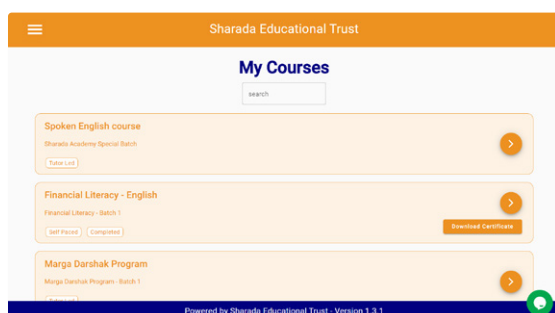 Sharada Educational Trust
My Courses
search
Spoken English course
Sharada Academy Special Batch
Tutor Led
Financial Literacy - English
Financial Literacy - Batch 1
Self Paced
Completed
Download Certificate
Marga Darshak Program
Marga Darshak Program - Batch 1
Tutor Led
Powered by Sharada Educational Trust - Version 1.3.1